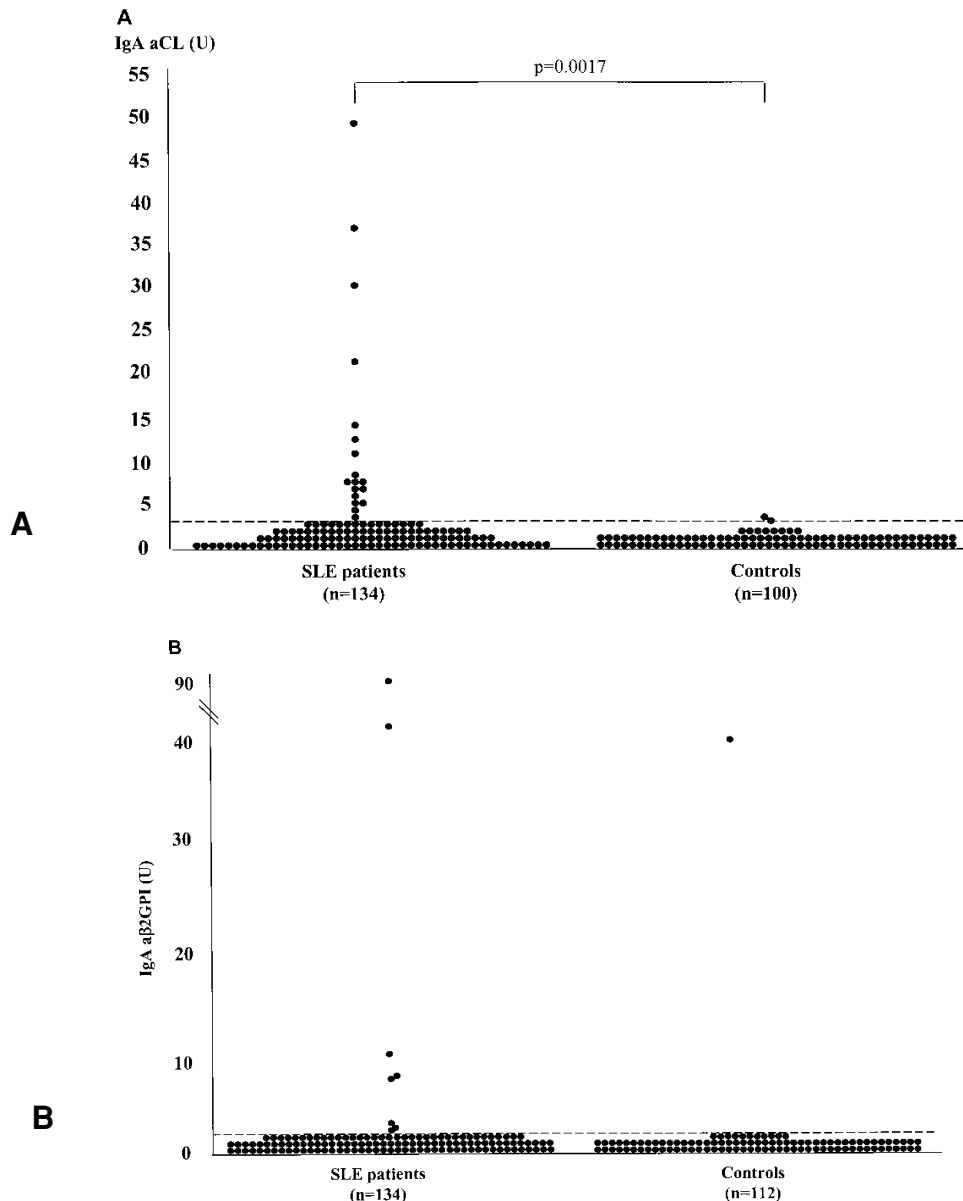 A
IgA aCL (U)
p=0.0017
55
50
45
40
35
30
25
20
15
10
5
A
0
SLE patients
(n=134)
Controls
(n=100)
B
90
40
30
IgA aβ2GPI (U)
20
10
B
0
SLE patients
(n=134)
Controls
(n=112)